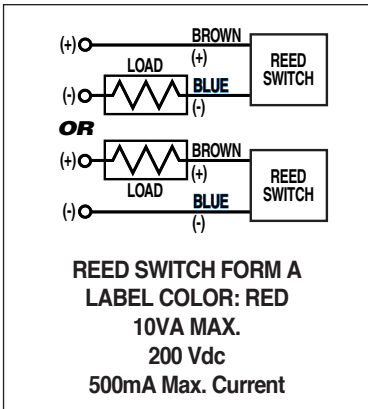 (+) BROWN
LOAD (+) REED
SWITCH
(-) BLUE
(-)
OR
(+) BROWN
LOAD (+) REED
SWITCH
(-) BLUE
(-)
REED SWITCH FORM A
LABEL COLOR: RED
10VA MAX.
200 Vdc
500mA Max. Current